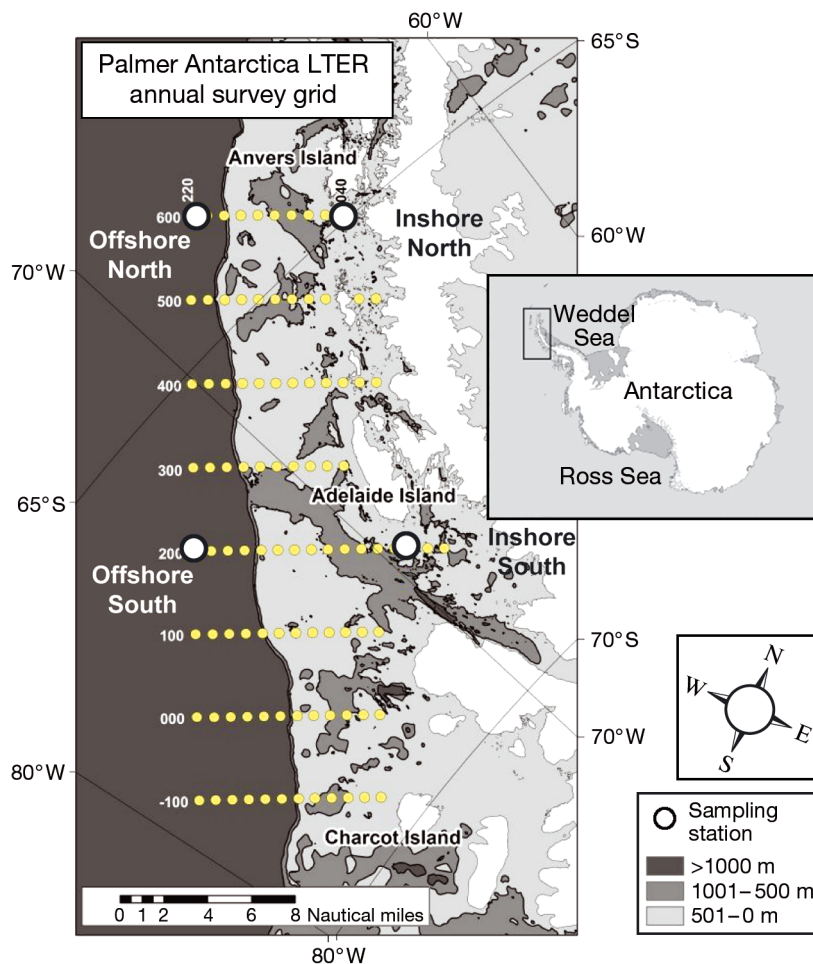 60°W
65°S
Palmer Antarctica LTER
annual survey grid
Anvers Island
220
040
600
Offshore
North
Inshore
North
60°W
70°W
500
Weddel
Sea
Antarctica
Ross Sea
400
300
Adelaide Island
65°S
200
Offshore
South
Inshore
South
100
70°S
N
W
E
S
000
70°W
80°W
-100
Charcot Island
Sampling
station
>1000 m
1001–500 m
501–0 m
0 1 2 4 6 8 Nautical miles
80°W